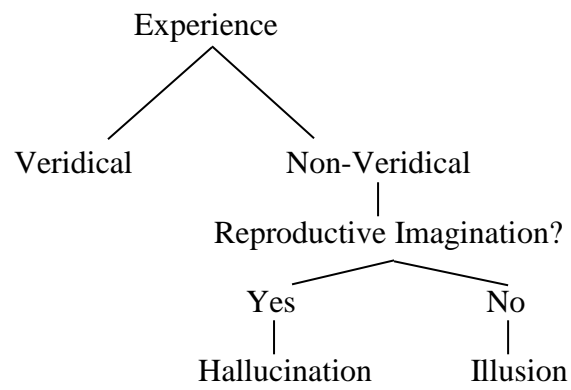 Experience
Veridical Non-Veridical
Reproductive Imagination?
Yes No
Hallucination Illusion